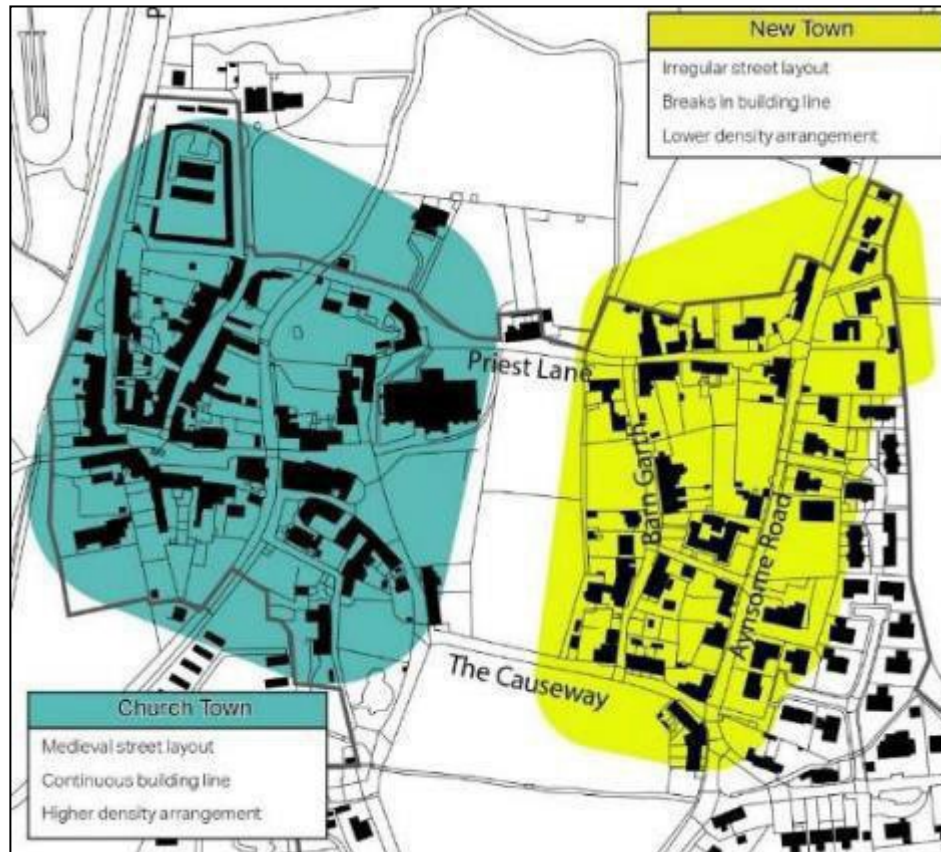 New Town
Irregular street layout
Breaks in building line
Lower density arrangement
Priest Lane
Barn Garth
Aynsome Road
The Causeway
Church Town
Medieval street layout
Continuous building line
Higher density arrangement